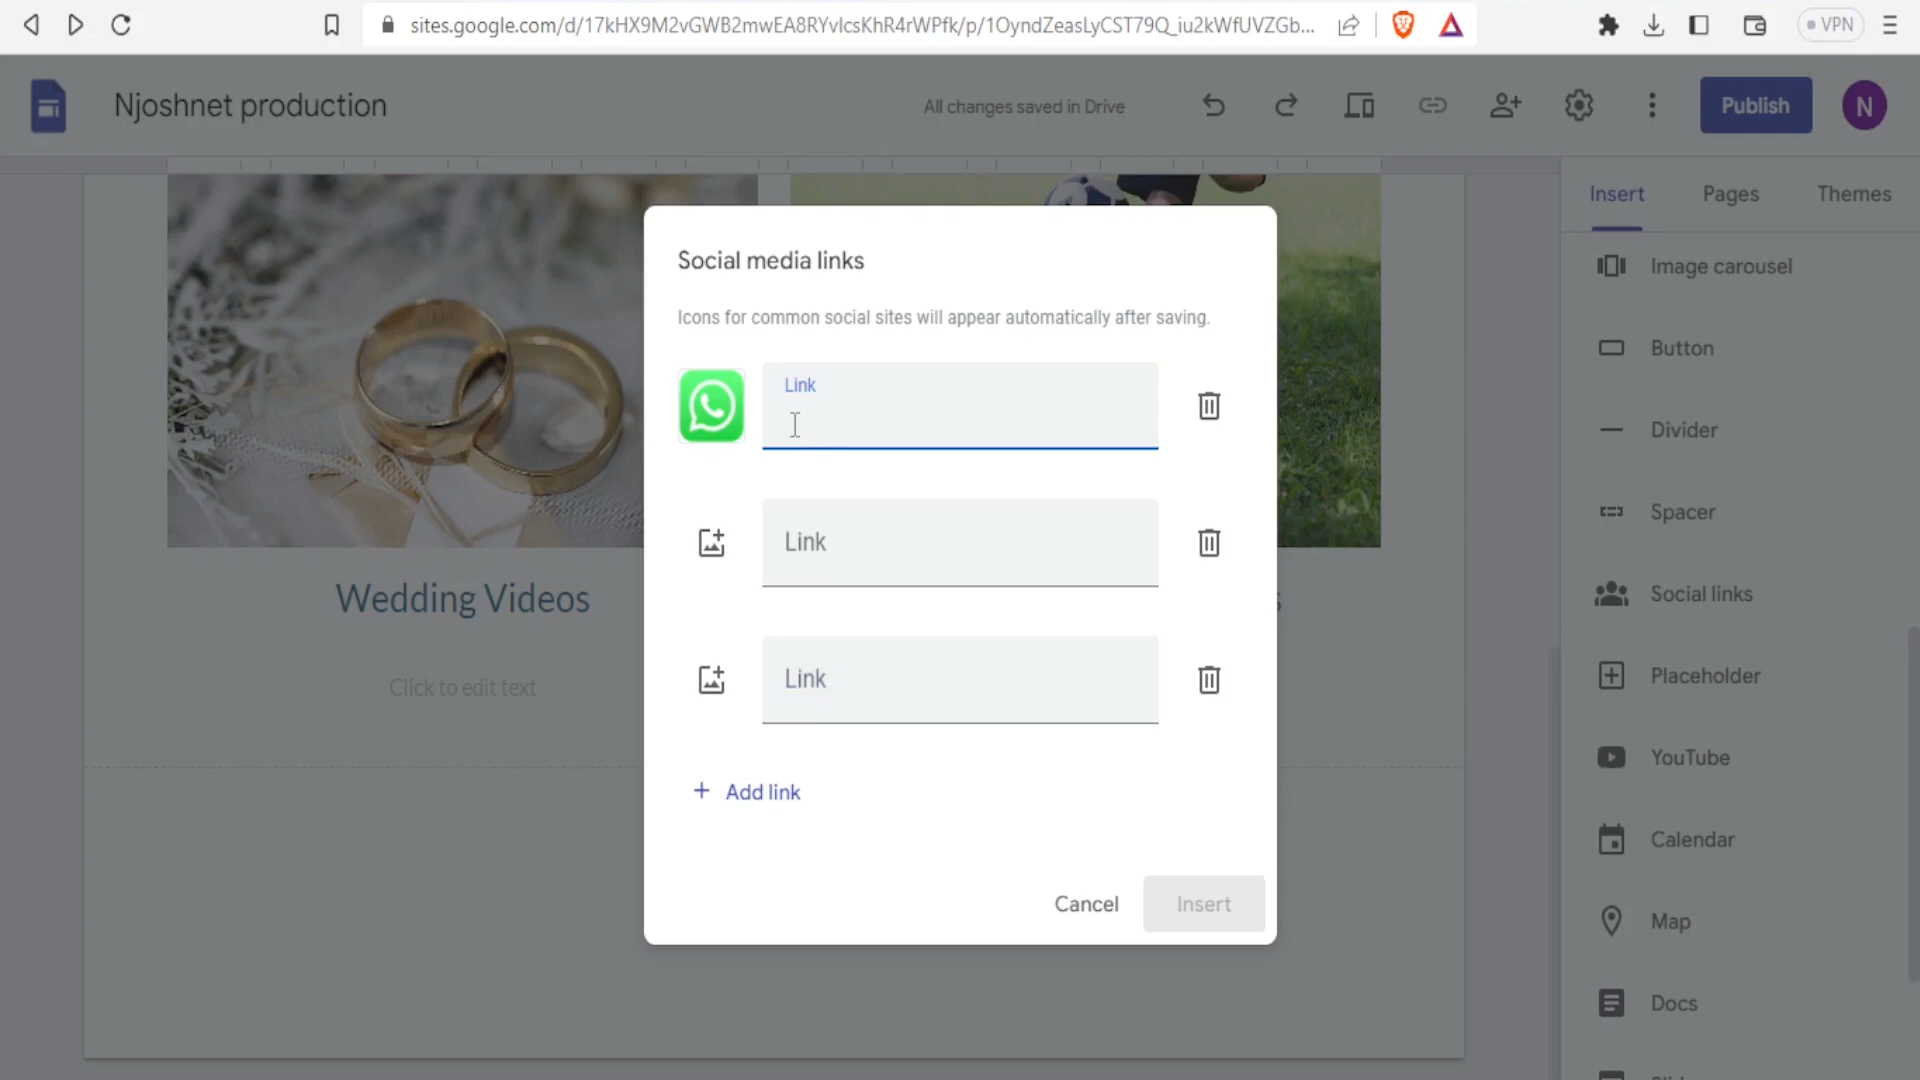 sites.google.com/d/17kHX9M2vGWB2mwEA8RYvIcsKhR4rWPfk/p/1OyndZeasLyCST79Q_iu2kWfUVZGb...
VPN
Njoshnet production
All changes saved in Drive
Publish
N
Insert
Pages
Themes
Social media links
Icons for common social sites will appear automatically after saving.
Link
Link
Link
+ Add link
Cancel
Insert
Wedding Videos
s
Click to edit text
Image carousel
Button
Divider
Spacer
Social links
Placeholder
YouTube
Calendar
Map
Docs